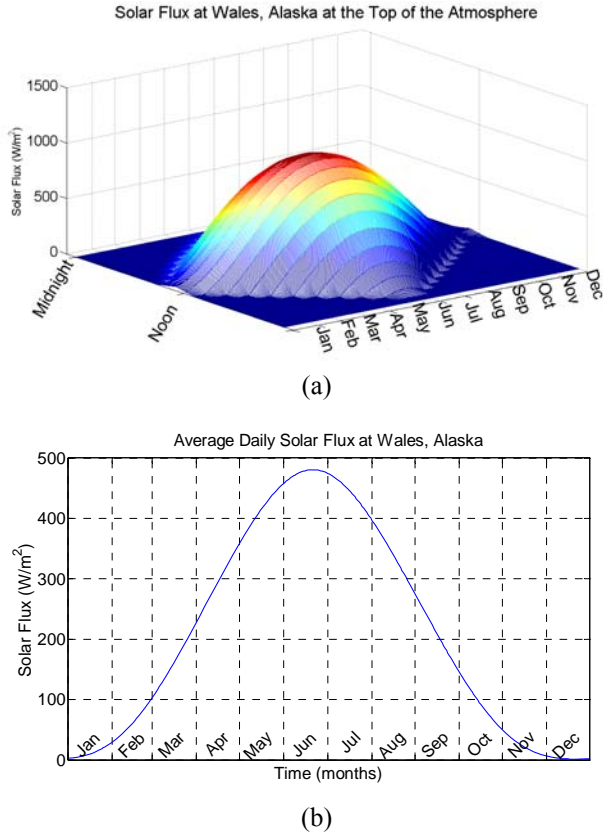 Solar Flux at Wales, Alaska at the Top of the Atmosphere
1500
1000
500
0
Solar Flux (W/m²)
Midnight
Noon
Jan
Feb
Mar
Apr
May
Jun
Jul
Aug
Sep
Oct
Nov
Dec
(a)
Average Daily Solar Flux at Wales, Alaska
500
400
300
200
100
0
Solar Flux (W/m²)
Jan
Feb
Mar
Apr
May
Jun
Jul
Aug
Sep
Oct
Nov
Dec
Time (months)
(b)